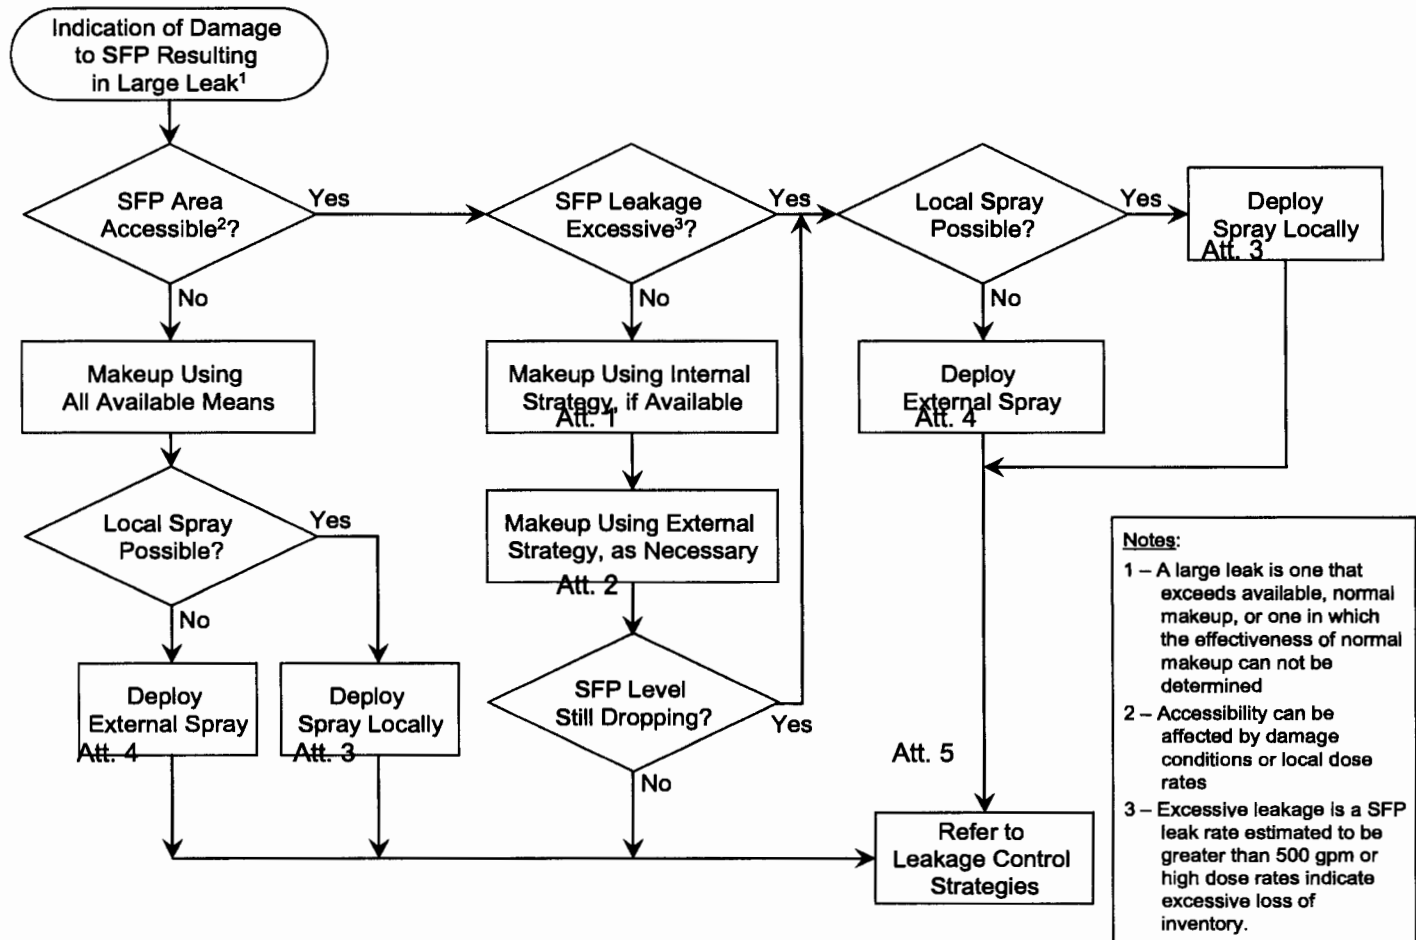 Indication of Damage
to SFP Resulting
in Large Leak¹
SFP Area
Accessible²?
Yes
No
SFP Leakage
Excessive³?
Yes
No
Local Spray
Possible?
Yes
No
Deploy
Spray Locally
Att. 3
Makeup Using
All Available Means
Makeup Using Internal
Strategy, if Available
Att. 1
Deploy
External Spray
Att. 4
Local Spray
Possible?
Yes
No
Makeup Using External
Strategy, as Necessary
Att. 2
Deploy
External Spray
Att. 4
Deploy
Spray Locally
Att. 3
SFP Level
Still Dropping?
Yes
No
Att. 5
Refer to
Leakage Control
Strategies
Notes:
1 – A large leak is one that
exceeds available, normal
makeup, or one in which
the effectiveness of normal
makeup can not be
determined
2 – Accessibility can be
affected by damage
conditions or local dose
rates
3 – Excessive leakage is a SFP
leak rate estimated to be
greater than 500 gpm or
high dose rates indicate
excessive loss of
inventory.